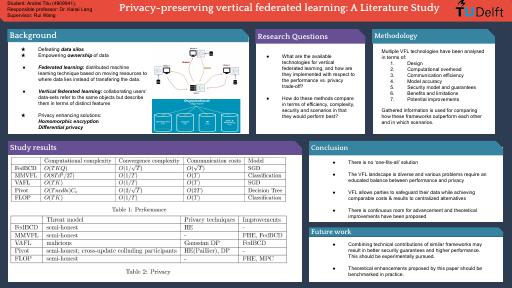 Student: Andrei Titu (4909941);
Responsible professor: Dr. Kaitai Liang
Supervisor: Rui Wang
Privacy-preserving vertical federated learning: A Literature Study
TUDelft
Background
Defeating data silos
Empowering ownership of data
Federated learning: distributed machine
learning technique based on moving resources to
where data lies instead of transferring the data
Vertical federated learning: collaborating users'
data-sets refer to the same objects but describe
them in terms of distinct features
Privacy enhancing solutions:
Homomorphic encryption
Differential privacy
Research Questions
What are the available
technologies for vertical
federated learning, and how
are they implemented with
respect to the performance
vs. privacy
trade-off?
How do these methods compare
in terms of efficiency, complexity,
security and scenarios in that
they would perform best?
Methodology
Multiple VFL technologies have been analysed
in terms of:
1. Design
2. Computational overhead
3. Communication efficiency
4. Model accuracy
5. Security model and guarantees
6. Benefits and limitations
7. Potential improvements
Gathered information is used for comparing
how these frameworks outperform each other
and in which scenarios.
Study results
Computational complexity Convergence complexity Communication costs Model
FedBCD O(TKQ) O(1/√T) O(√T) SGD
MMVFL O(1/T) O(T) Classification
VAFL O(TK) O(1/T) O(T) SGD
Pivot O(2/√T) O(2T) Decision Tree
FLOP O(TK) O(1/T) O(T) Classification
Table 1: Performance
Threat model Privacy techniques Improvements
FedBCD semi-honest HE -
MMVFL semi-honest - FHE, FedBCD
VAFL malicious Gaussian DP FedBCD
Pivot semi-honest; cross-update colluding participants HE(Paillier), DP -
FLOP semi-honest - FHE, MPC
Table 2: Privacy
Conclusion
There is no 'one-fits-all' solution
The VFL landscape is diverse and various problems require an
educated balance between performance and privacy
VFL allows parties to safeguard their data while achieving
comparable costs & results to centralized alternatives
There is continuous room for advancement and theoretical
improvements have been proposed
Future work
Combining technical contributions of similar frameworks may
result in better security guarantees and higher performance.
This should be experimentally pursued.
Theoretical enhancements proposed by this paper should be
benchmarked in practice.